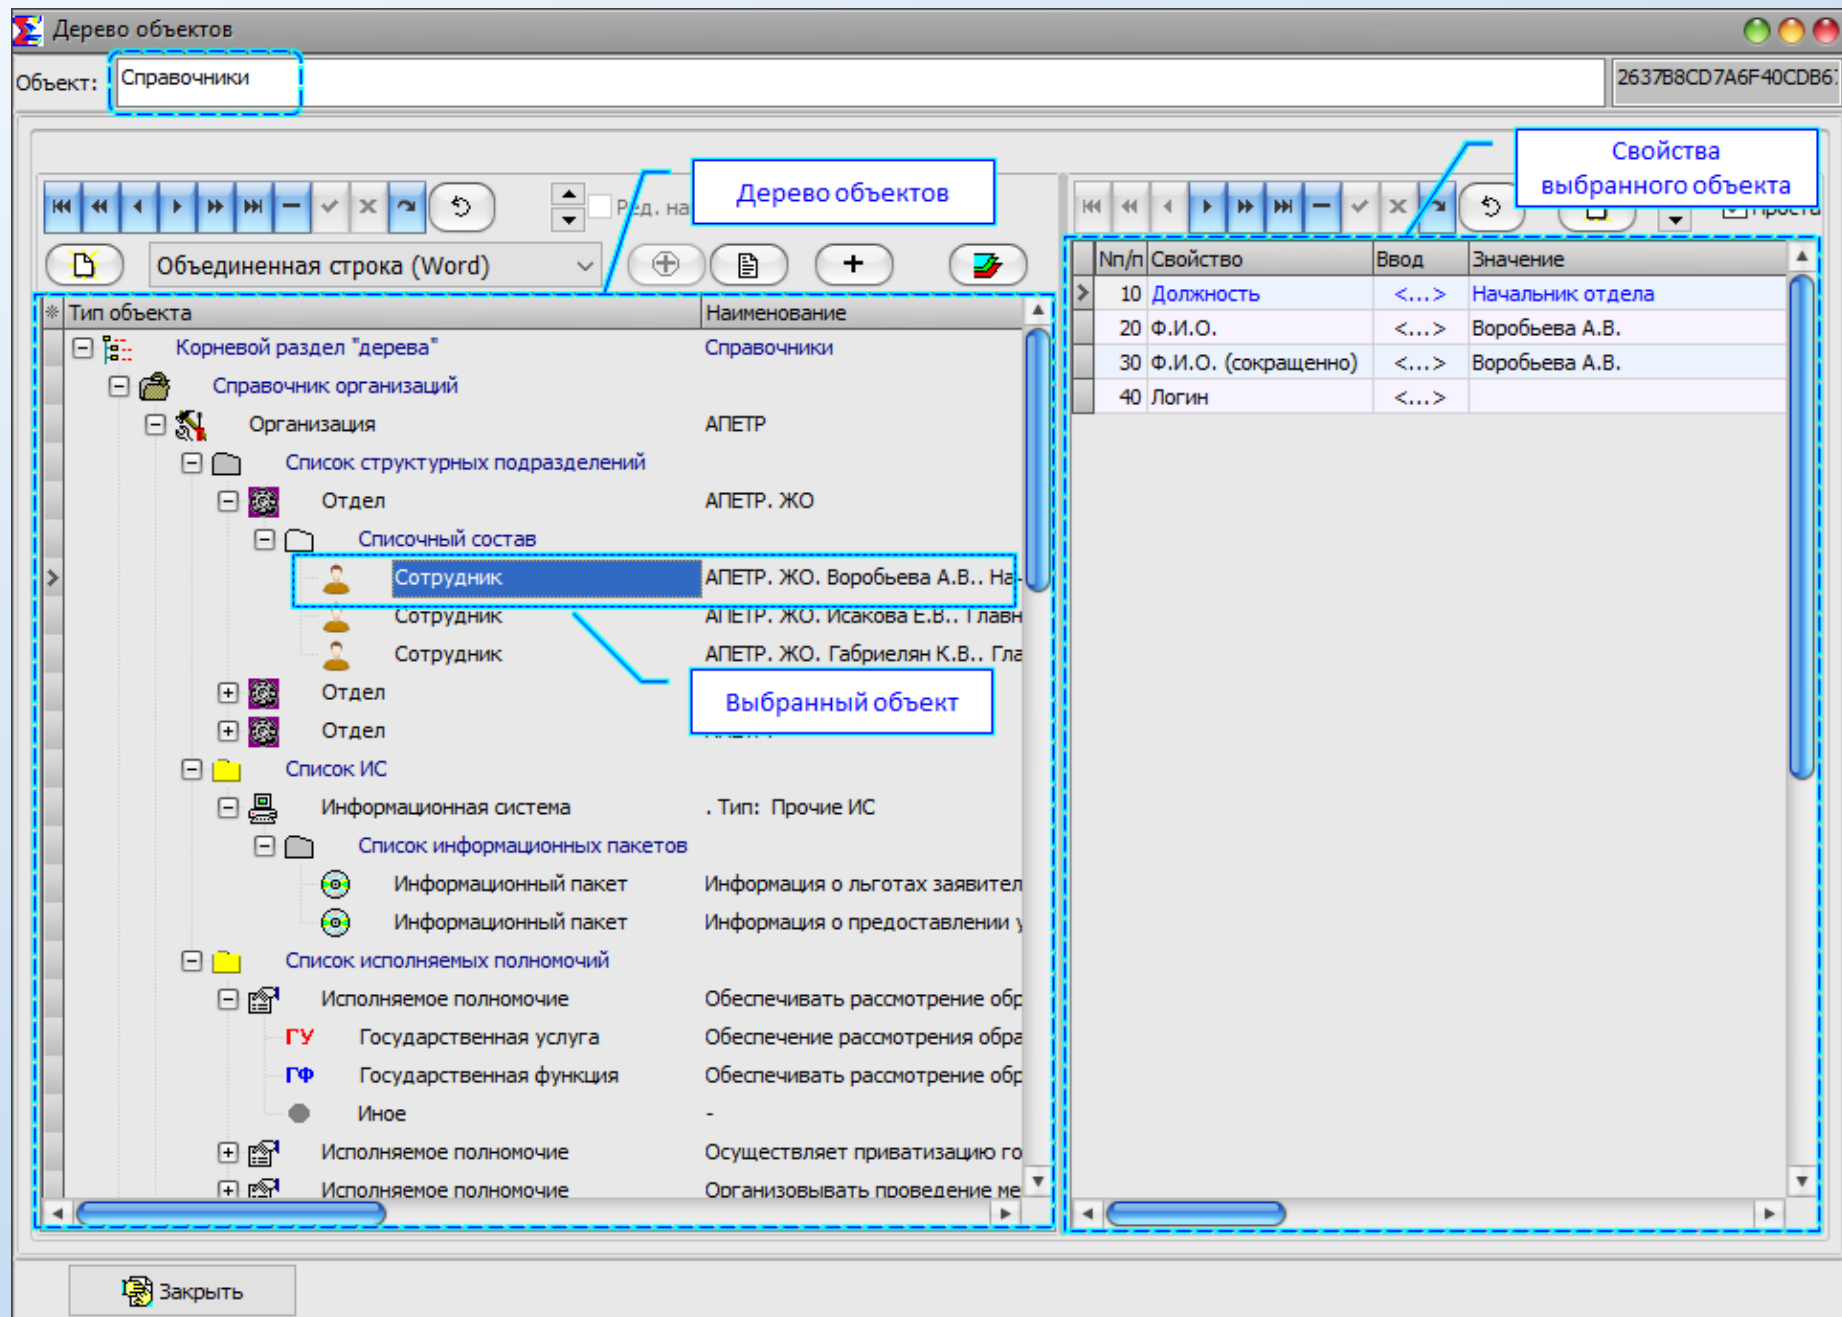 Дерево объектов
Объект: Справочники 2637B8CD7A6F40CDB6
Дерево объектов
Свойства
выбранного объекта
Ред. на
Объединенная строка (Word)
Тип объекта Наименование
Корневой раздел "дерева" Справочники
Справочник организаций
Организация АПЕТР
Список структурных подразделений
Отдел АПЕТР. ЖО
Списочный состав
Сотрудник АПЕТР. ЖО. Воробьева А.В.. На
Сотрудник АПЕТР. ЖО. Исакова Е.В.. Главн
Сотрудник АПЕТР. ЖО. Габриелян К.В.. Гла
Отдел
Выбранный объект
Отдел
Список ИС
Информационная система . Тип: Прочие ИС
Список информационных пакетов
Информационный пакет Информация о льготах заявител
Информационный пакет Информация о предоставлении у
Список исполняемых полномочий
Исполняемое полномочие Обеспечивать рассмотрение обр
ГУ Государственная услуга Обеспечение рассмотрения обра
ГФ Государственная функция Обеспечивать рассмотрение обр
Иное -
Исполняемое полномочие Осуществляет приватизацию го
Исполняемое полномочие Организовывать проведение ме
Nп/п Свойство Ввод Значение
10 Должность <...> Начальник отдела
20 Ф.И.О. <...> Воробьева А.В.
30 Ф.И.О. (сокращенно) <...> Воробьева А.В.
40 Логин <...>
Закрыть